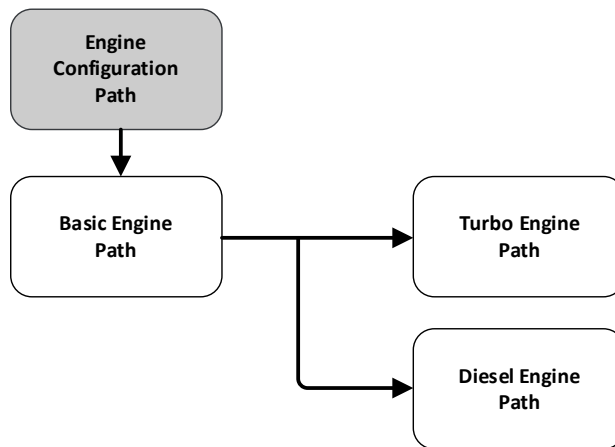 Engine
Configuration
Path
Basic Engine
Path
Turbo Engine
Path
Diesel Engine
Path